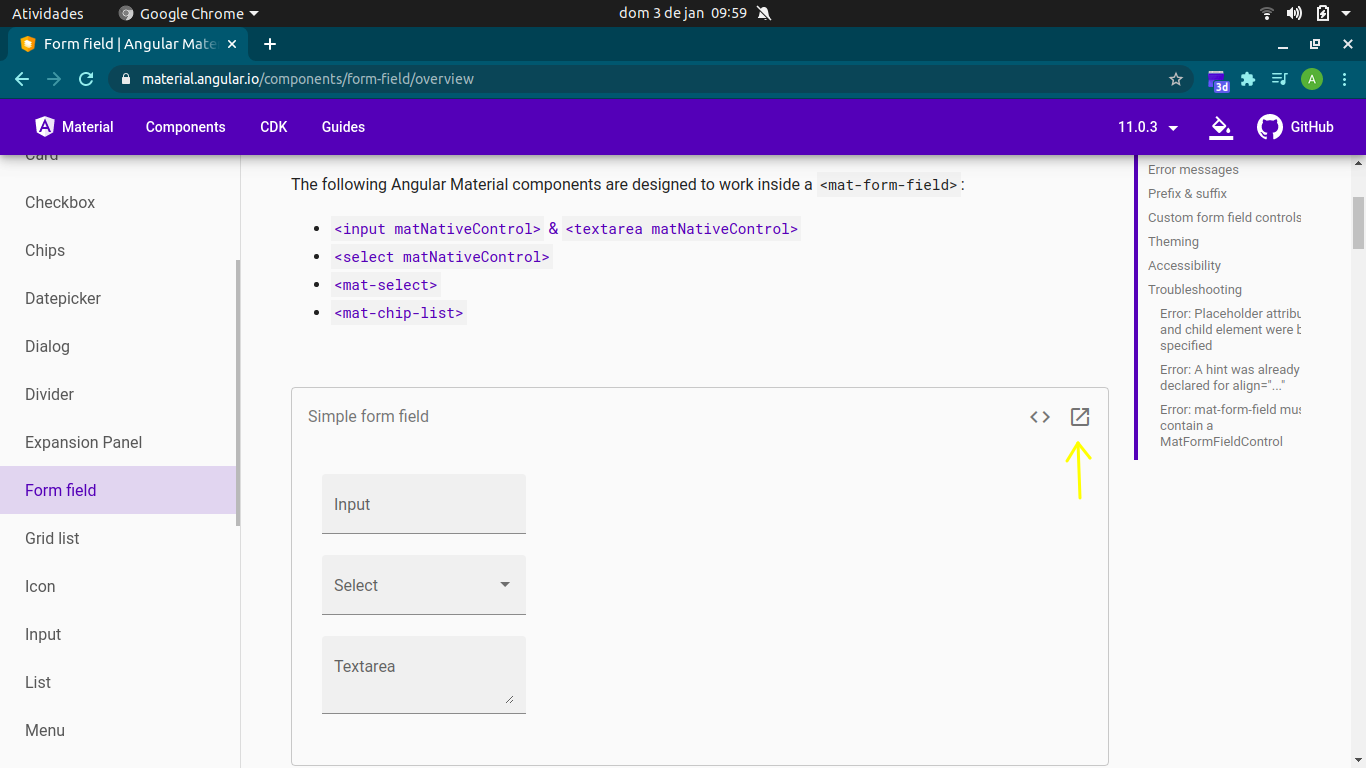 Atividades
Google Chrome
dom 3 de jan 09:59
Form field | Angular Mate
material.angular.io/components/form-field/overview
3d
A
Material
Components
CDK
Guides
11.0.3
GitHub
Card
Checkbox
Chips
Datepicker
Dialog
Divider
Expansion Panel
Form field
Grid list
Icon
Input
List
Menu
The following Angular Material components are designed to work inside a <mat-form-field>:
<input matNativeControl> & <textarea matNativeControl>
<select matNativeControl>
<mat-select>
<mat-chip-list>
Simple form field
Input
Select
Textarea
Error messages
Prefix & suffix
Custom form field controls
Theming
Accessibility
Troubleshooting
Error: Placeholder attribu
and child element were b
specified
Error: A hint was already
declared for align="..."
Error: mat-form-field mus
contain a
MatFormFieldControl